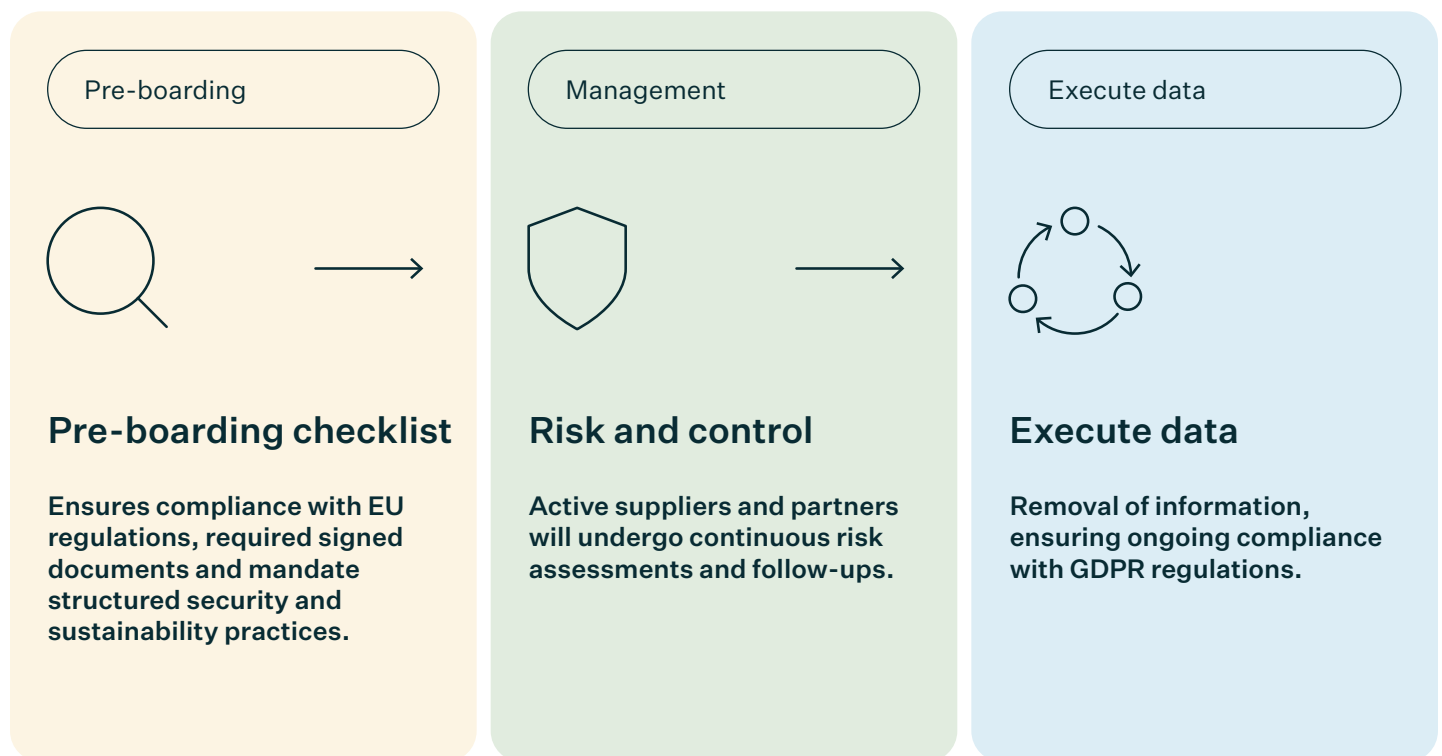 Pre-boarding
Management
Execute data
Pre-boarding checklist
Ensures compliance with EU
regulations, required signed
documents and mandate
structured security and
sustainability practices.
Risk and control
Active suppliers and partners
will undergo continuous risk
assessments and follow-ups.
Execute data
Removal of information,
ensuring ongoing compliance
with GDPR regulations.